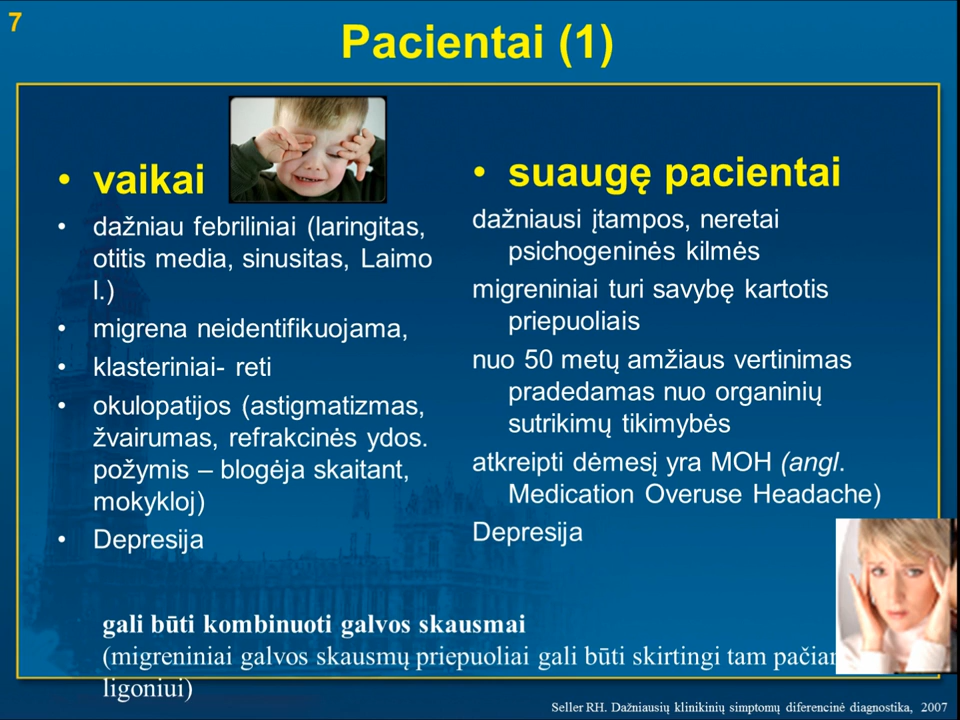 7
Pacientai (1)
• vaikai
• dažniau febriliniai (laringitas,
otitis media, sinusitas, Laimo
l.)
• migrena neidentifikuojama,
• klasteriniai- reti
• okulopatijos (astigmatizmas,
žvairumas, refrakcinės ydos.
požymis – blogėja skaitant,
mokykloj)
• Depresija
• suaugę pacientai
dažniausi įtampos, neretai
psichogeninės kilmės
migreniniai turi savybę kartotis
priepuoliais
nuo 50 metų amžiaus vertinimas
pradedamas nuo organinių
sutrikimų tikimybės
atkreipti dėmesį yra MOH (angl.
Medication Overuse Headache)
Depresija
gali būti kombinuoti galvos skausmai
(migreniniai galvos skausmų priepuoliai gali būti skirtingi tam
ligoniui)
Seller RH. Dažniausių klinikinių simptomų diferencinė diagnostika, 2007